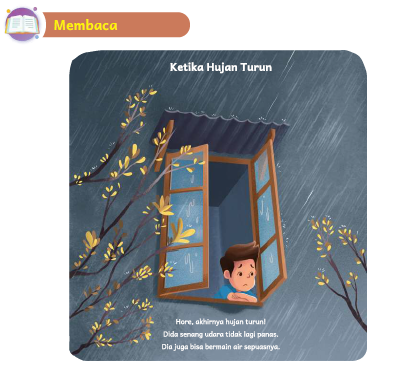 Membaca
Ketika Hujan Turun
Hore, akhirnya hujan turun!
Dida senang udara tidak lagi panas.
Dia juga bisa bermain air sepuasnya.